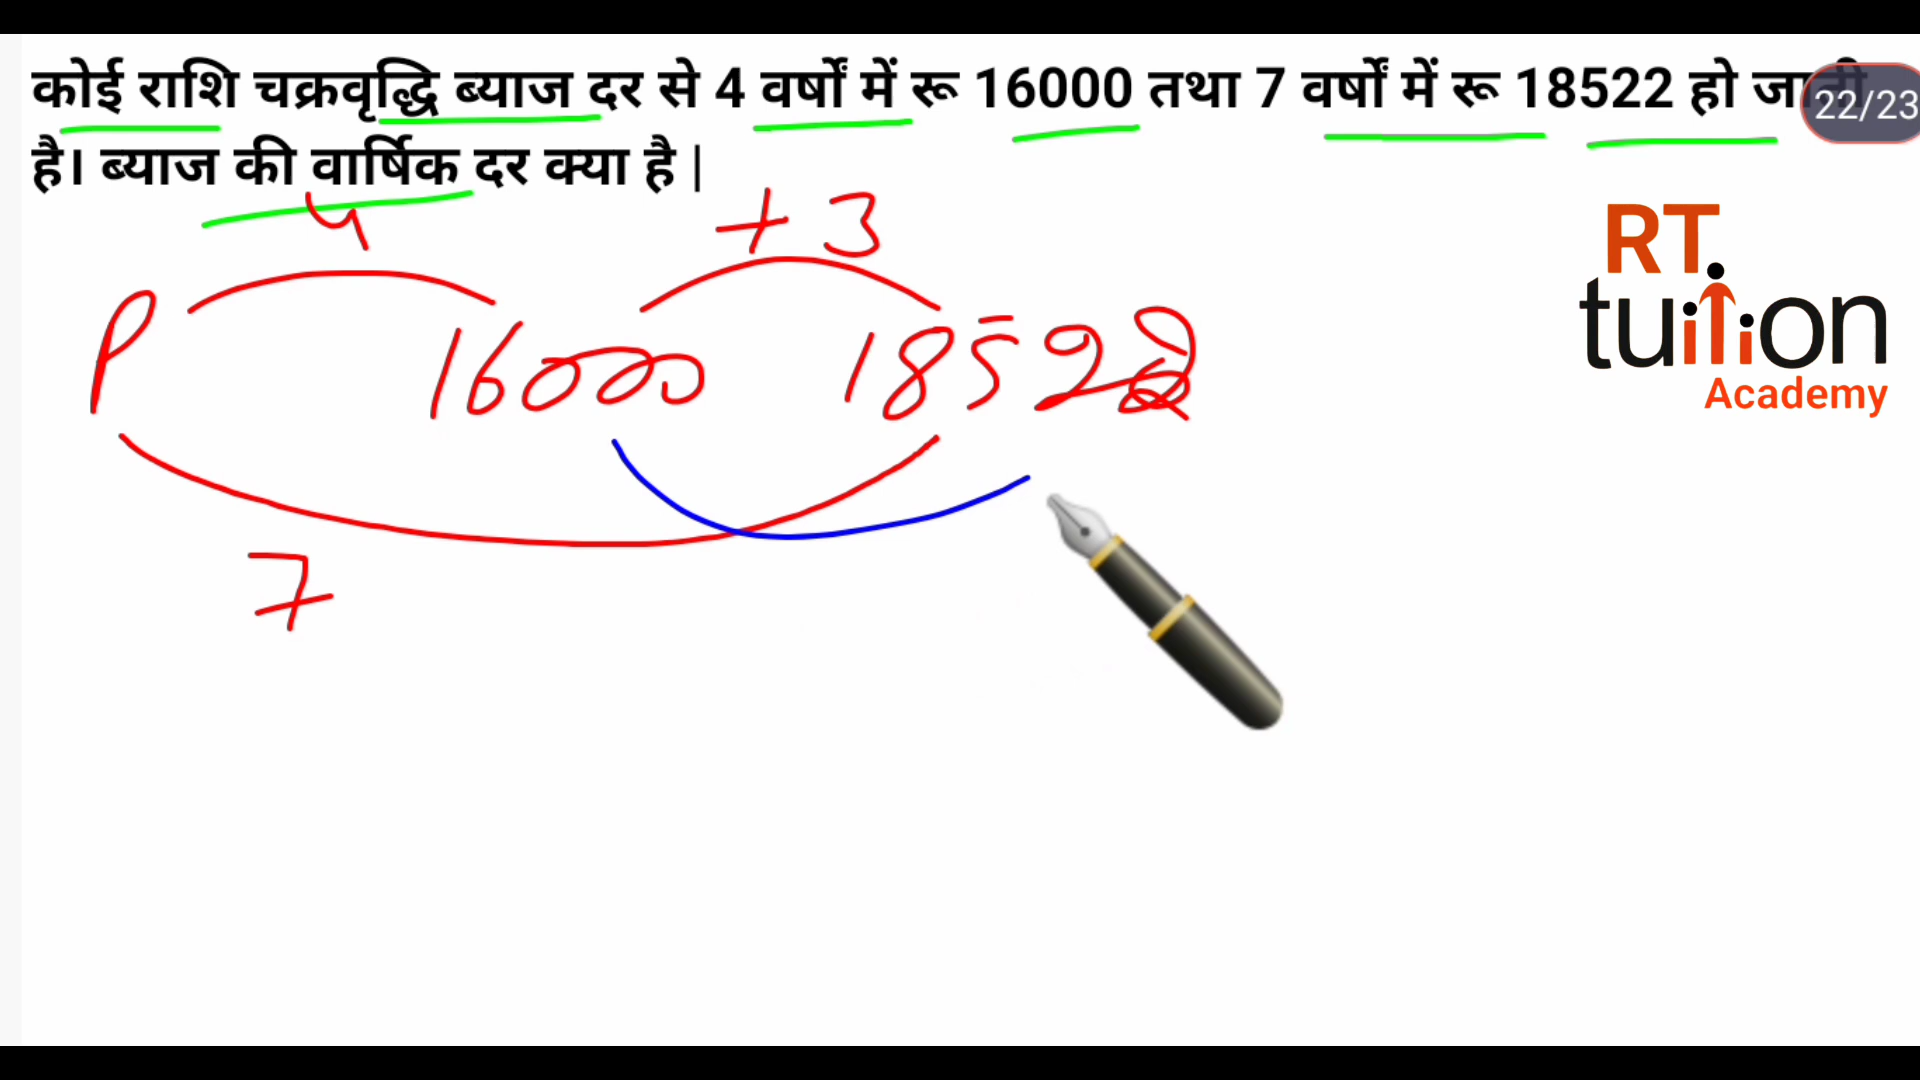 कोई राशि चक्रवृद्धि ब्याज दर से 4 वर्षों में रू 16000 तथा 7 वर्षों में रू 18522 हो जाती
22/23
है। ब्याज की वार्षिक दर क्या है |
4 +3
P 16000 18522
7
RT
tuition
Academy